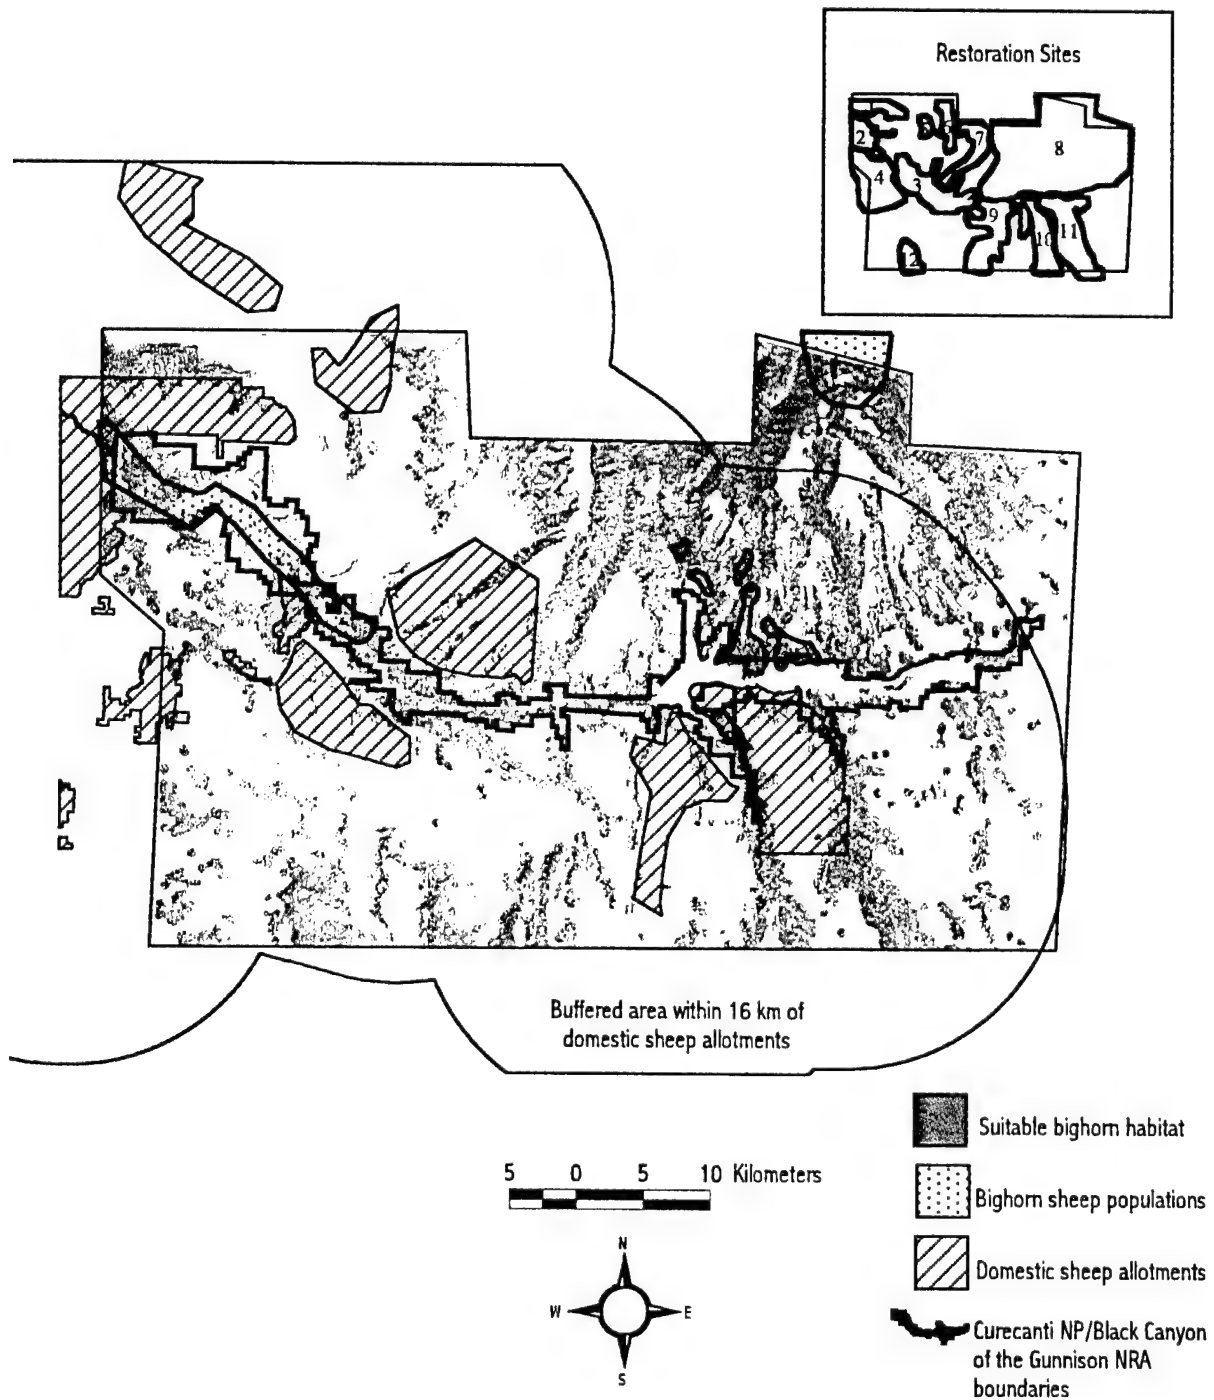 Restoration Sites
2
6
7
8
4
3
9
10
11
12
Buffered area within 16 km of
domestic sheep allotments
Suitable bighorn habitat
5 0 5 10 Kilometers
Bighorn sheep populations
N
Domestic sheep allotments
W E
Curecanti NP/Black Canyon
of the Gunnison NRA
S
boundaries